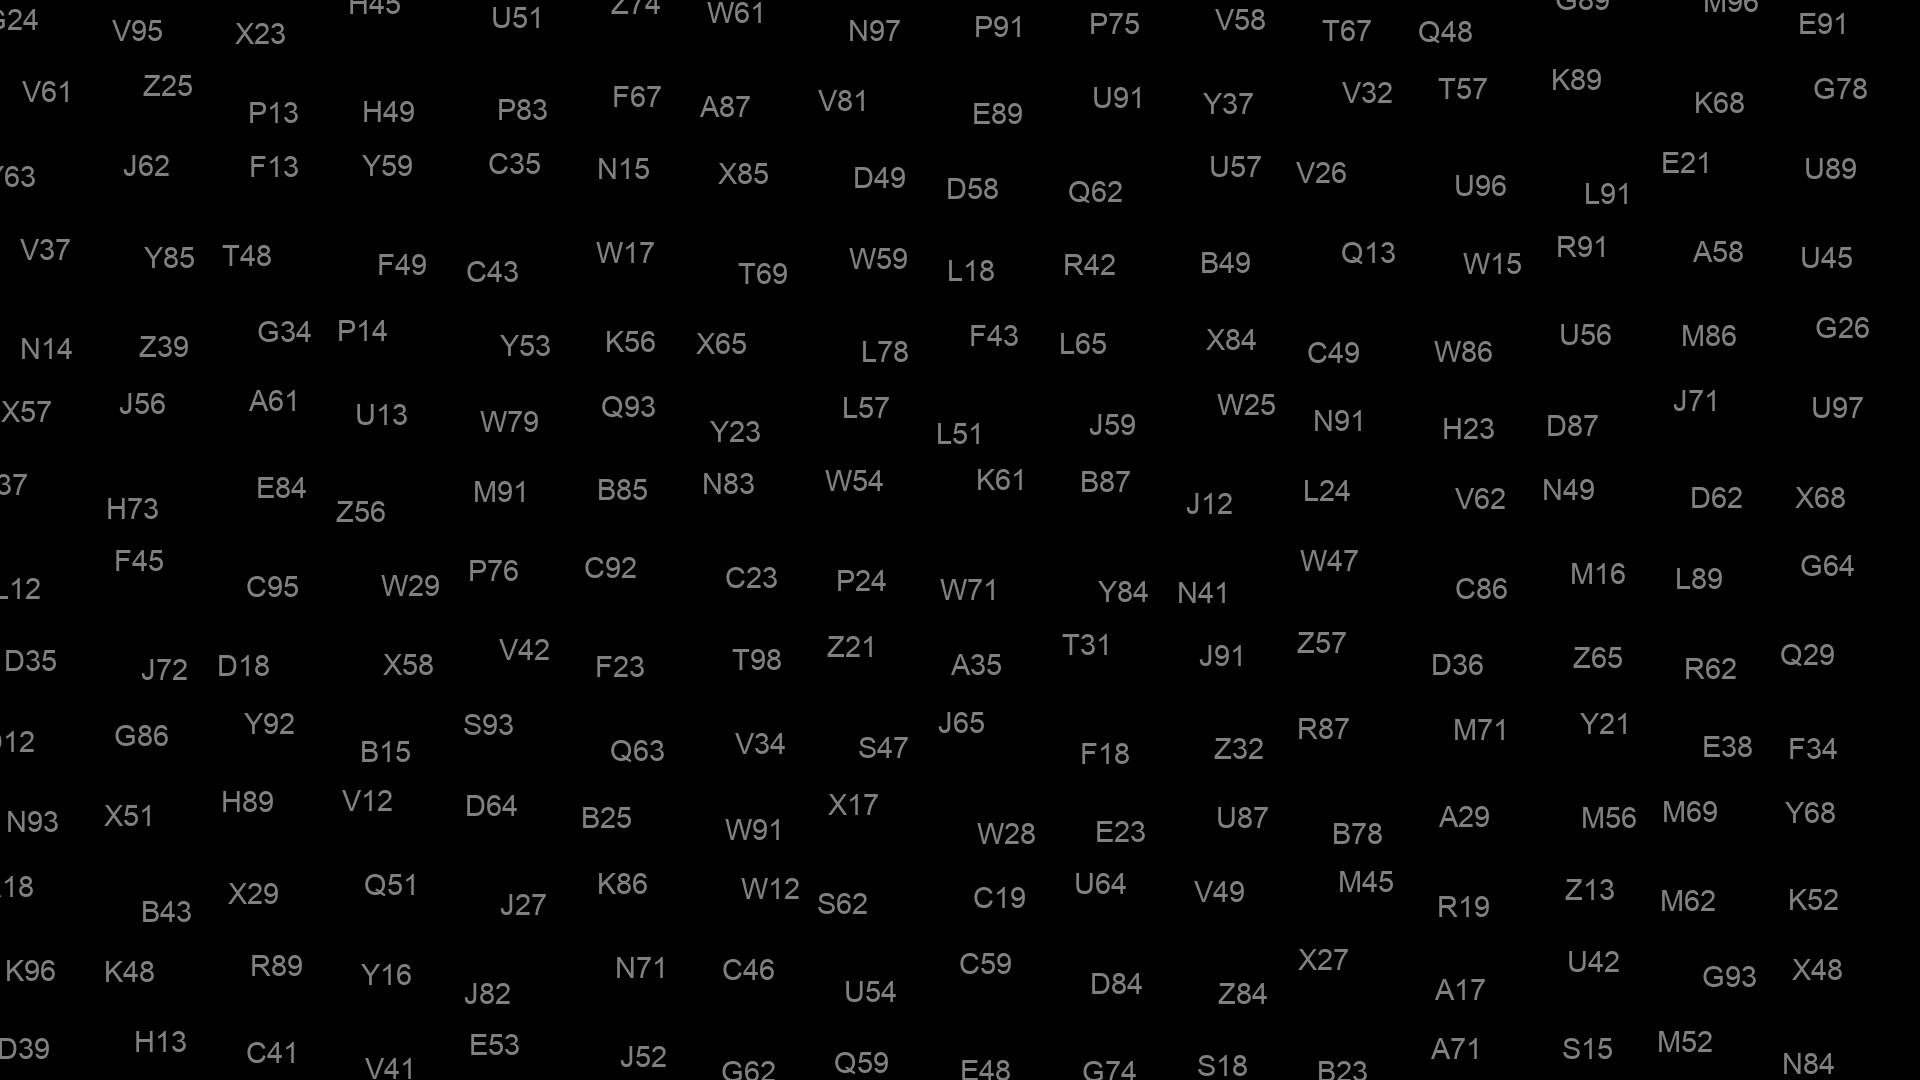 V95 X23 H45 U51 Z74 W61 N97 P91 P75 V58 T67 Q48 G89 M96 E91
V61 Z25 P13 H49 P83 F67 A87 V81 E89 U91 Y37 V32 T57 K89 K68 G78
J62 F13 Y59 C35 N15 X85 D49 D58 Q62 U57 V26 U96 L91 E21 U89
V37 Y85 T48 F49 C43 W17 T69 W59 L18 R42 B49 Q13 W15 R91 A58 U45
N14 Z39 G34 P14 Y53 K56 X65 L78 F43 L65 X84 C49 W86 U56 M86 G26
X57 J56 A61 U13 W79 Q93 Y23 L57 L51 J59 W25 N91 H23 D87 J71 U97
H73 E84 Z56 M91 B85 N83 W54 K61 B87 J12 L24 V62 N49 D62 X68
L12 F45 C95 W29 P76 C92 C23 P24 W71 Y84 N41 W47 C86 M16 L89 G64
D35 J72 D18 X58 V42 F23 T98 Z21 A35 T31 J91 Z57 D36 Z65 R62 Q29
G86 Y92 B15 S93 Q63 V34 S47 J65 F18 Z32 R87 M71 Y21 E38 F34
N93 X51 H89 V12 D64 B25 W91 X17 W28 E23 U87 B78 A29 M56 M69 Y68
B43 X29 Q51 J27 K86 W12 S62 C19 U64 V49 M45 R19 Z13 M62 K52
K96 K48 R89 Y16 J82 N71 C46 U54 C59 D84 Z84 X27 A17 U42 G93 X48
D39 H13 C41 V41 E53 J52 G62 Q59 E48 G74 S18 B23 A71 S15 M52 N84